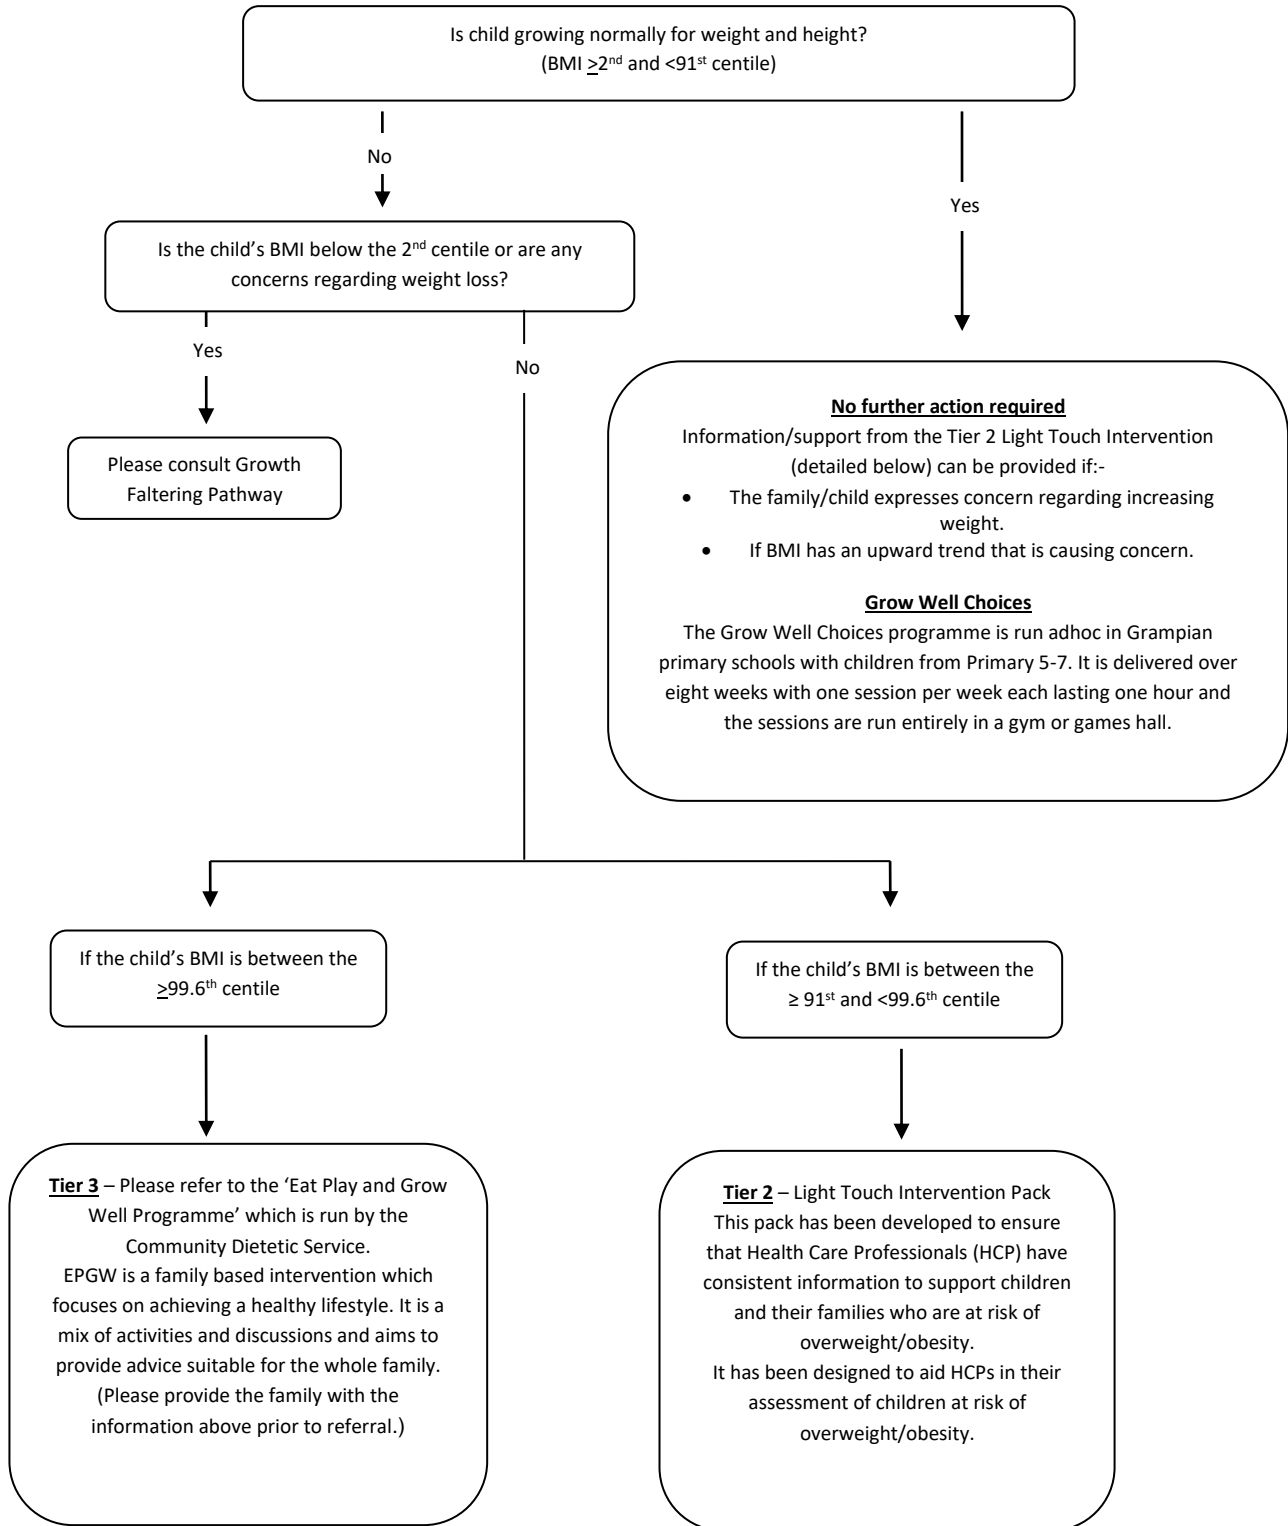 Is child growing normally for weight and height?
(BMI ≥2nd and <91st centile)
No
Yes
Is the child’s BMI below the 2nd centile or are any
concerns regarding weight loss?
Yes
No
Please consult Growth
Faltering Pathway
No further action required
Information/support from the Tier 2 Light Touch Intervention
(detailed below) can be provided if:-
• The family/child expresses concern regarding increasing
weight.
• If BMI has an upward trend that is causing concern.
Grow Well Choices
The Grow Well Choices programme is run adhoc in Grampian
primary schools with children from Primary 5-7. It is delivered over
eight weeks with one session per week each lasting one hour and
the sessions are run entirely in a gym or games hall.
If the child’s BMI is between the
≥99.6th centile
If the child’s BMI is between the
≥ 91st and <99.6th centile
Tier 3 – Please refer to the ‘Eat Play and Grow
Well Programme’ which is run by the
Community Dietetic Service.
EPGW is a family based intervention which
focuses on achieving a healthy lifestyle. It is a
mix of activities and discussions and aims to
provide advice suitable for the whole family.
(Please provide the family with the
information above prior to referral.)
Tier 2 – Light Touch Intervention Pack
This pack has been developed to ensure
that Health Care Professionals (HCP) have
consistent information to support children
and their families who are at risk of
overweight/obesity.
It has been designed to aid HCPs in their
assessment of children at risk of
overweight/obesity.